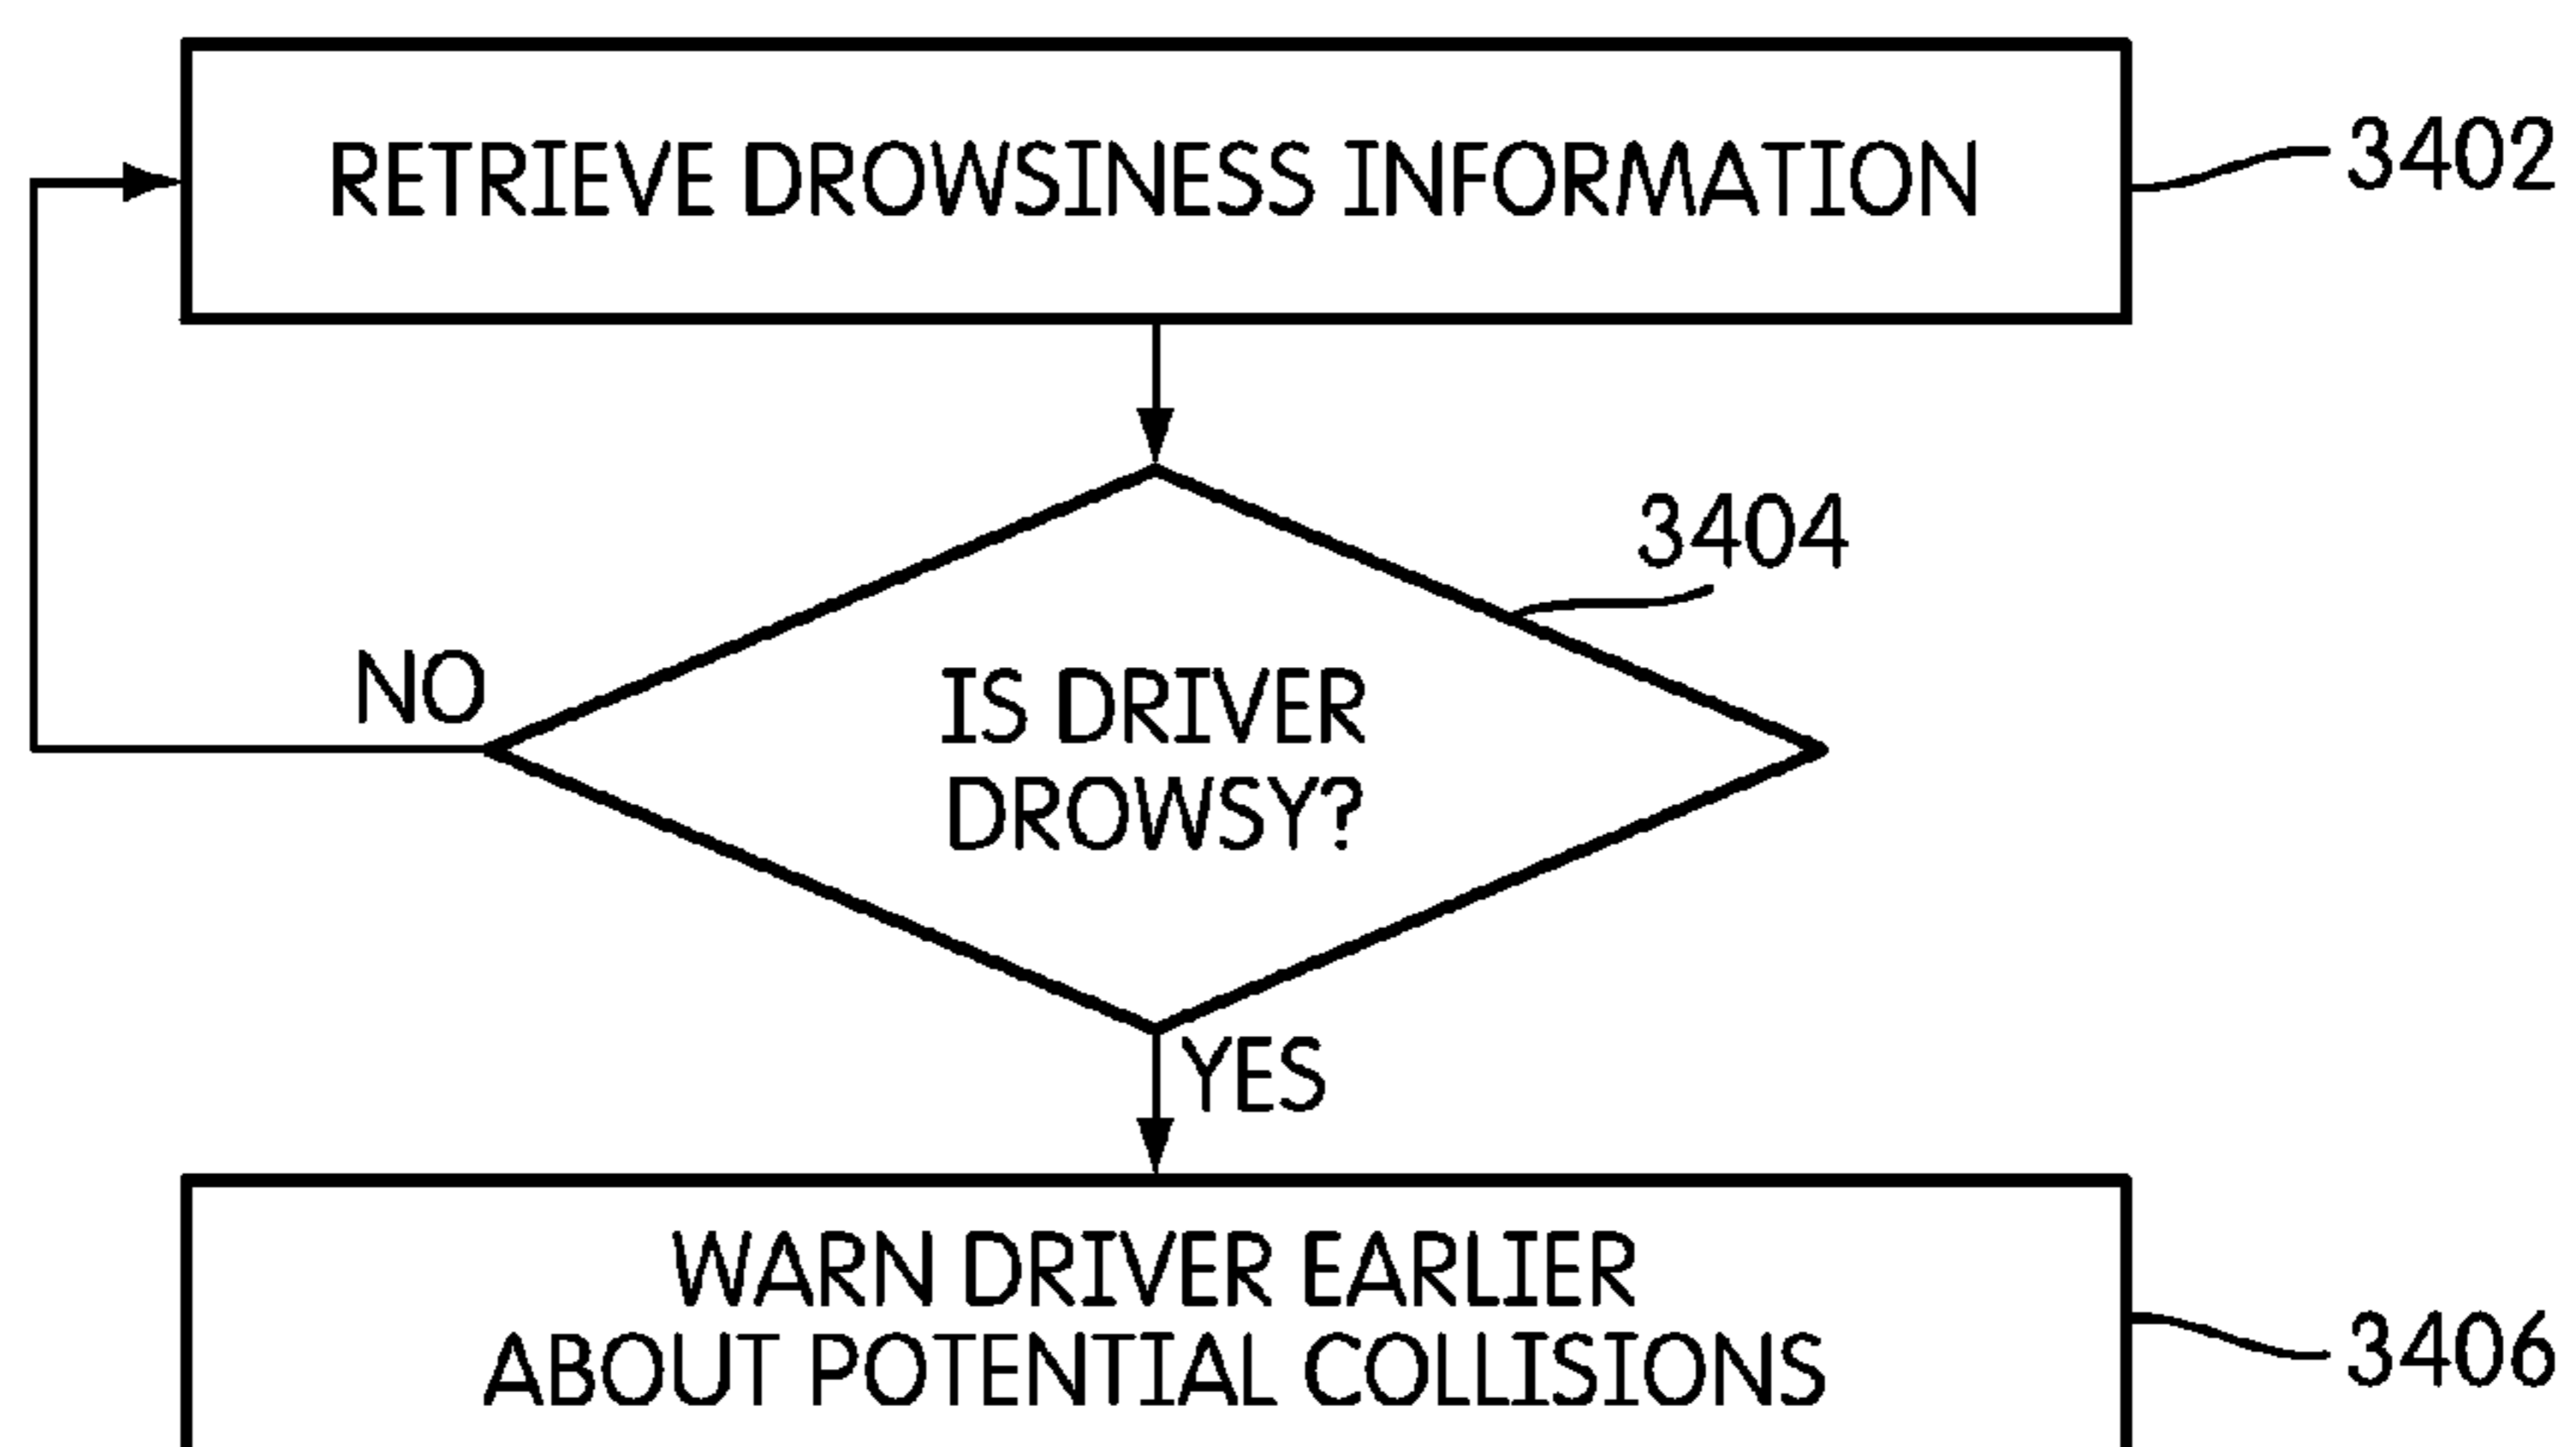 RETRIEVE DROWSINESS INFORMATION
3402
3404
NO
IS DRIVER
DROWSY?
YES
WARN DRIVER EARLIER
ABOUT POTENTIAL COLLISIONS
3406